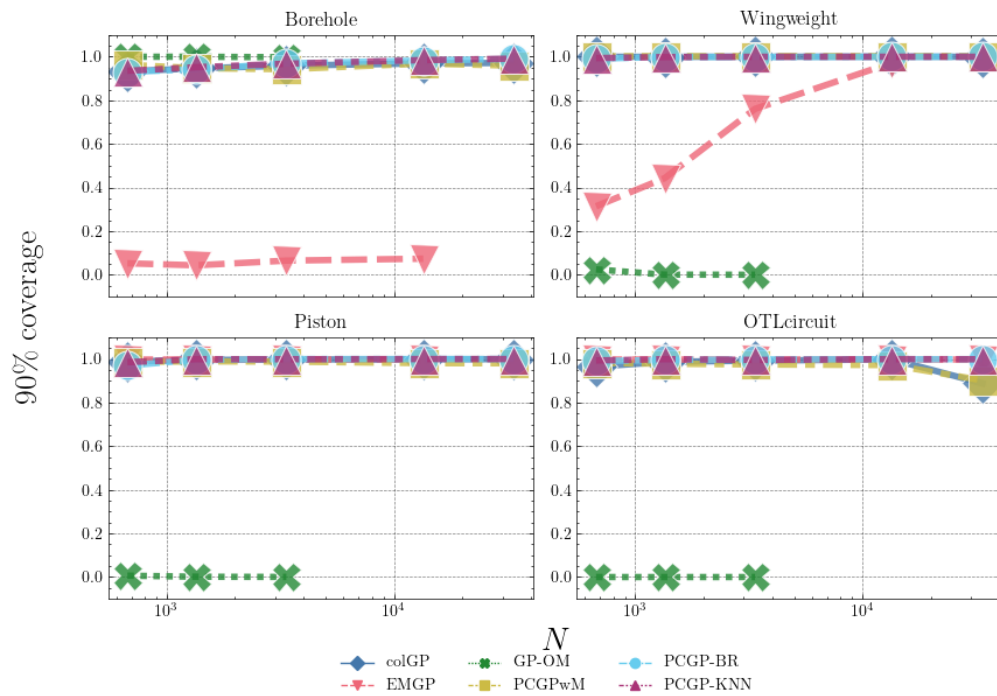 Borehole
Wingweight
1.0
0.8
0.6
0.4
0.2
0.0
1.0
0.8
0.6
0.4
0.2
0.0
Piston
OTLcircuit
1.0
0.8
0.6
0.4
0.2
0.0
10³
10⁴
1.0
0.8
0.6
0.4
0.2
0.0
10³
10⁴
90% coverage
N
colGP
EMGP
GP-OM
PCGPwM
PCGP-BR
PCGP-KNN